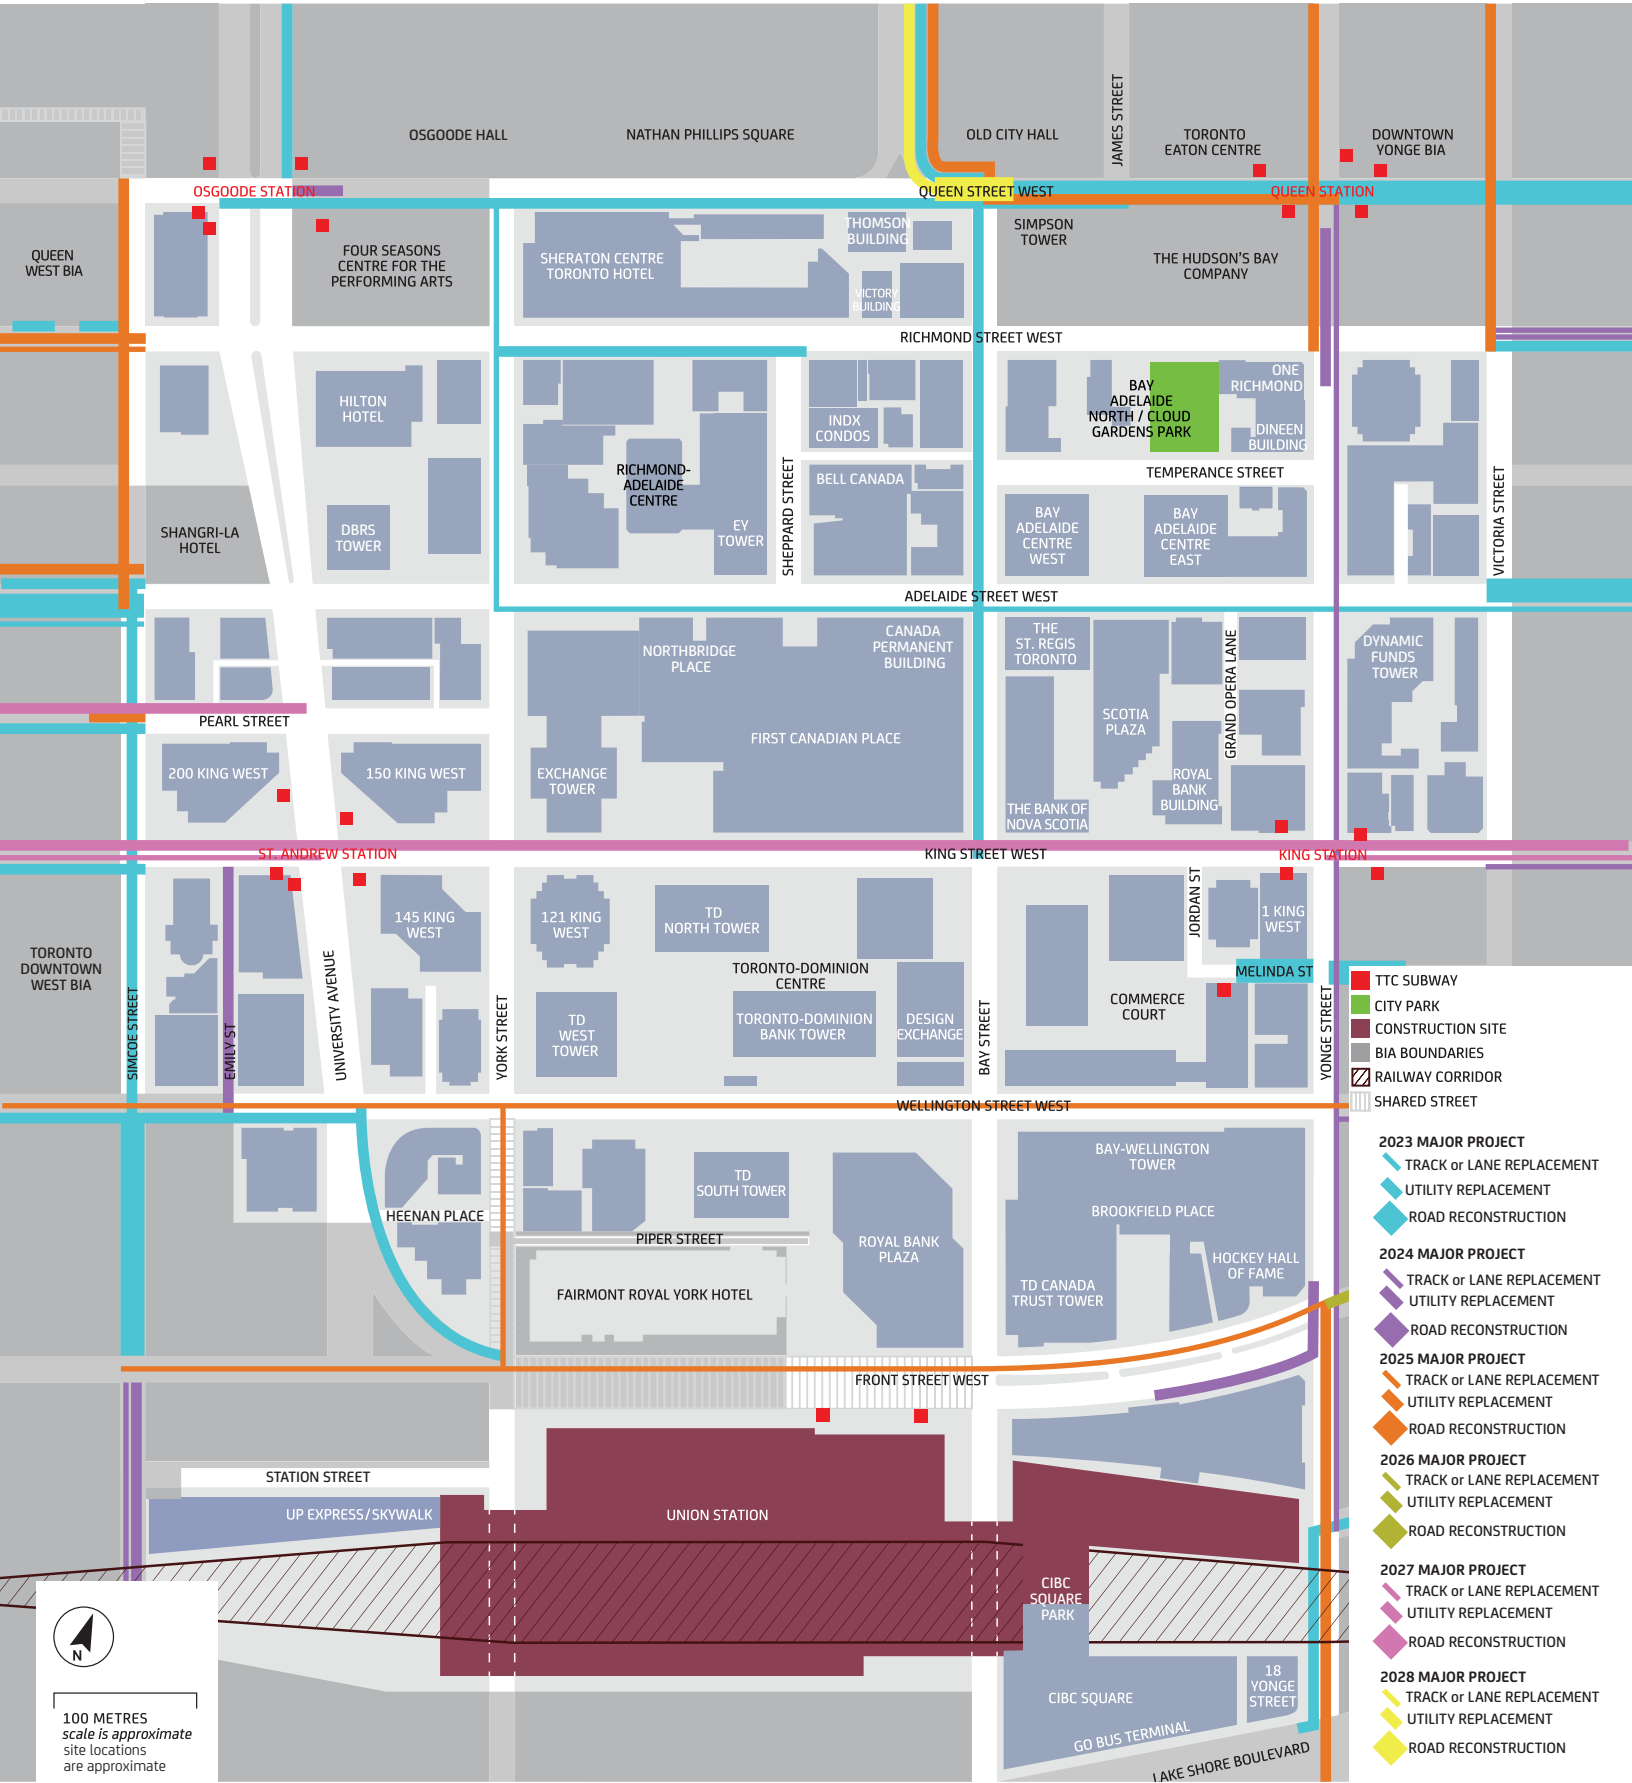 OSGOODE HALL
NATHAN PHILLIPS SQUARE
OLD CITY HALL
JAMES STREET
TORONTO
EATON CENTRE
DOWNTOWN
YONGE BIA
OSGOODE STATION
QUEEN STREET WEST
QUEEN STATION
QUEEN
WEST BIA
FOUR SEASONS
CENTRE FOR THE
PERFORMING ARTS
SHERATON CENTRE
TORONTO HOTEL
THOMSON
BUILDING
VICTORY
BUILDING
SIMPSON
TOWER
THE HUDSON'S BAY
COMPANY
RICHMOND STREET WEST
HILTON
HOTEL
INDX
CONDOS
BAY
ADELAIDE
NORTH / CLOUD
GARDENS PARK
ONE
RICHMOND
DINEEN
BUILDING
RICHMOND-
ADELAIDE
CENTRE
SHEPPARD STREET
BELL CANADA
TEMPERANCE STREET
VICTORIA STREET
SHANGRI-LA
HOTEL
DBRS
TOWER
EY
TOWER
BAY
ADELAIDE
CENTRE
WEST
BAY
ADELAIDE
CENTRE
EAST
ADELAIDE STREET WEST
NORTHBRIDGE
PLACE
CANADA
PERMANENT
BUILDING
THE
ST. REGIS
TORONTO
GRAND OPERA LANE
DYNAMIC
FUNDS
TOWER
PEARL STREET
FIRST CANADIAN PLACE
SCOTIA
PLAZA
200 KING WEST
150 KING WEST
EXCHANGE
TOWER
THE BANK OF
NOVA SCOTIA
ROYAL
BANK
BUILDING
ST. ANDREW STATION
KING STREET WEST
KING STATION
TORONTO
DOWNTOWN
WEST BIA
145 KING
WEST
121 KING
WEST
TD
NORTH TOWER
JORDAN ST
1 KING
WEST
TORONTO-DOMINION
CENTRE
MELINDA ST
SIMCOE STREET
EMILY ST
UNIVERSITY AVENUE
YORK STREET
TD
WEST
TOWER
TORONTO-DOMINION
BANK TOWER
DESIGN
EXCHANGE
BAY STREET
COMMERCE
COURT
YONGE STREET
TTC SUBWAY
CITY PARK
CONSTRUCTION SITE
BIA BOUNDARIES
RAILWAY CORRIDOR
SHARED STREET
WELLINGTON STREET WEST
HEENAN PLACE
TD
SOUTH TOWER
PIPER STREET
ROYAL BANK
PLAZA
FAIRMONT ROYAL YORK HOTEL
BAY-WELLINGTON
TOWER
BROOKFIELD PLACE
HOCKEY HALL
OF FAME
TD CANADA
TRUST TOWER
FRONT STREET WEST
2023 MAJOR PROJECT
TRACK or LANE REPLACEMENT
UTILITY REPLACEMENT
ROAD RECONSTRUCTION
2024 MAJOR PROJECT
TRACK or LANE REPLACEMENT
UTILITY REPLACEMENT
ROAD RECONSTRUCTION
2025 MAJOR PROJECT
TRACK or LANE REPLACEMENT
UTILITY REPLACEMENT
ROAD RECONSTRUCTION
2026 MAJOR PROJECT
TRACK or LANE REPLACEMENT
UTILITY REPLACEMENT
ROAD RECONSTRUCTION
2027 MAJOR PROJECT
TRACK or LANE REPLACEMENT
UTILITY REPLACEMENT
ROAD RECONSTRUCTION
2028 MAJOR PROJECT
TRACK or LANE REPLACEMENT
UTILITY REPLACEMENT
ROAD RECONSTRUCTION
STATION STREET
UP EXPRESS/SKYWALK
UNION STATION
CIBC
SQUARE
PARK
CIBC SQUARE
18
YONGE
STREET
GO BUS TERMINAL
LAKE SHORE BOULEVARD
N
100 METRES
scale is approximate
site locations
are approximate